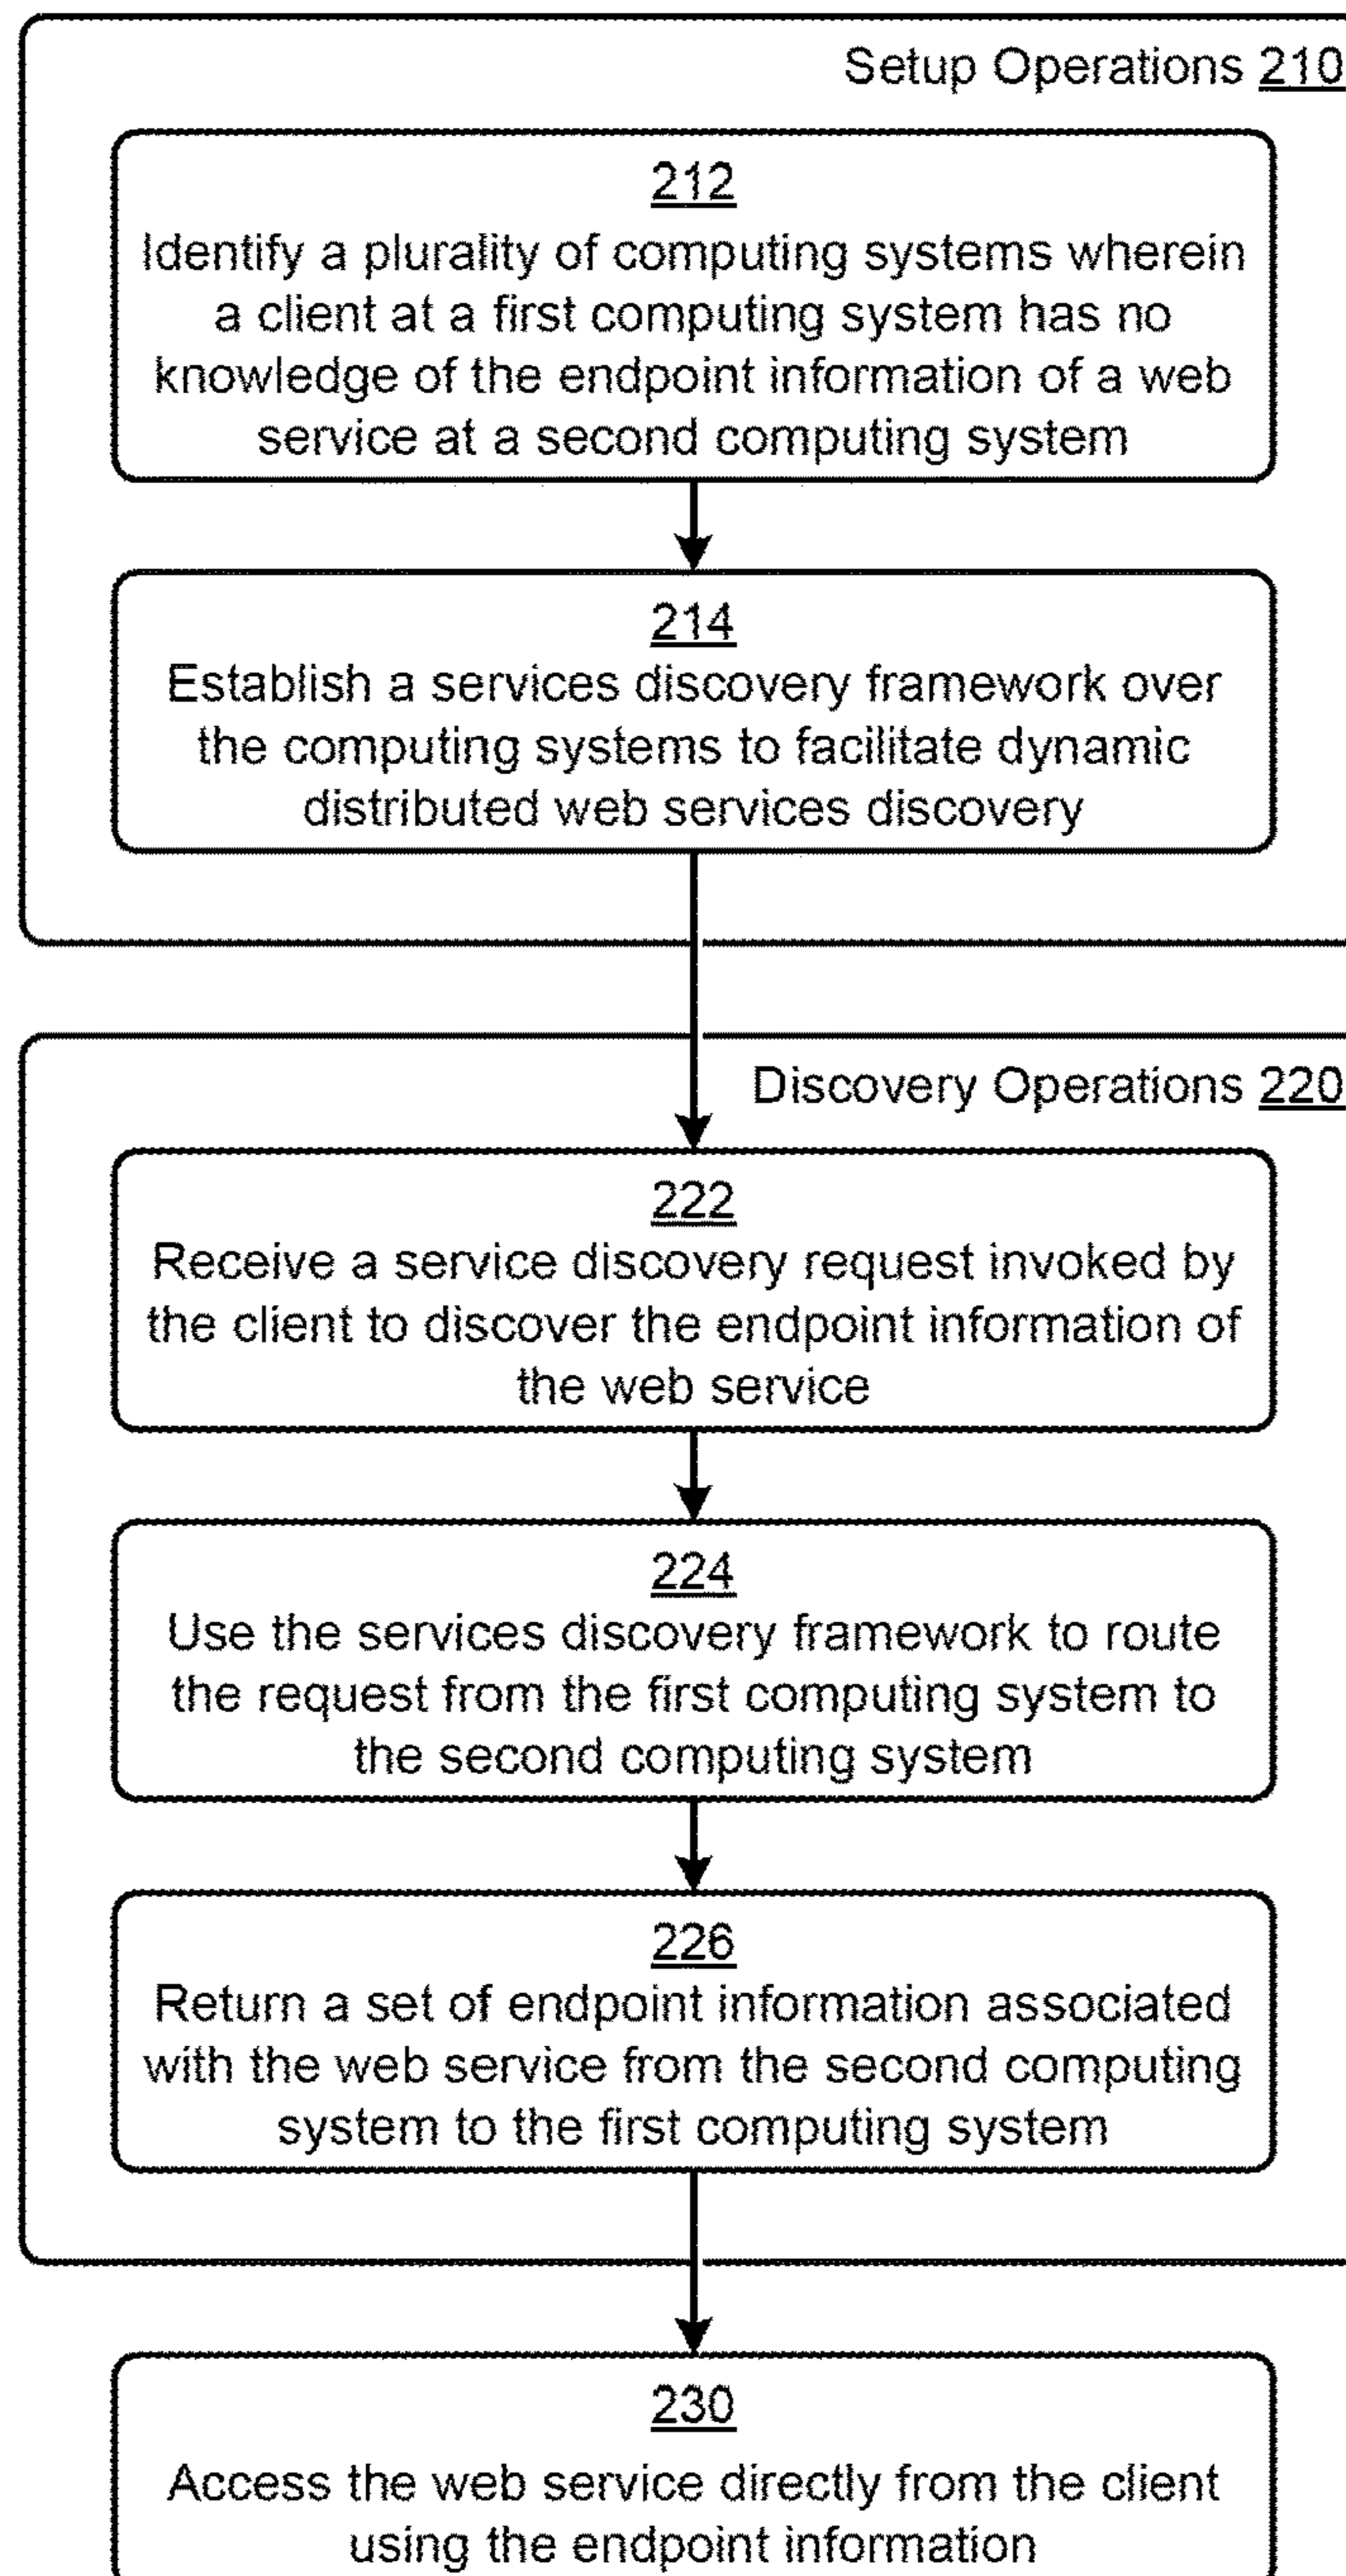 Setup Operations 210
212
Identify a plurality of computing systems wherein
a client at a first computing system has no
knowledge of the endpoint information of a web
service at a second computing system
214
Establish a services discovery framework over
the computing systems to facilitate dynamic
distributed web services discovery
Discovery Operations 220
222
Receive a service discovery request invoked by
the client to discover the endpoint information of
the web service
224
Use the services discovery framework to route
the request from the first computing system to
the second computing system
226
Return a set of endpoint information associated
with the web service from the second computing
system to the first computing system
230
Access the web service directly from the client
using the endpoint information